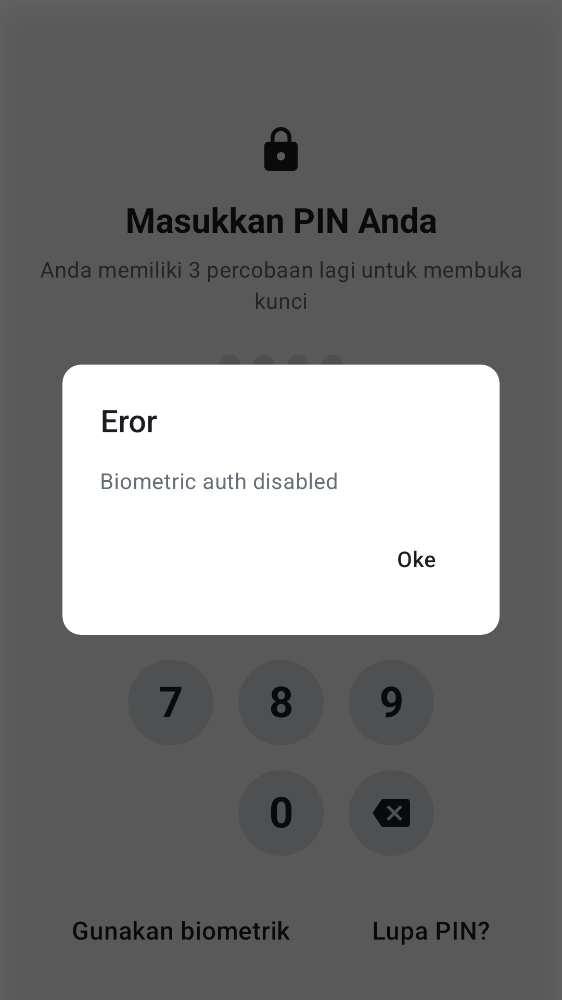 Masukkan PIN Anda
Anda memiliki 3 percobaan lagi untuk membuka
kunci
Eror
Biometric auth disabled
Oke
7 8 9
0
Gunakan biometrik Lupa PIN?